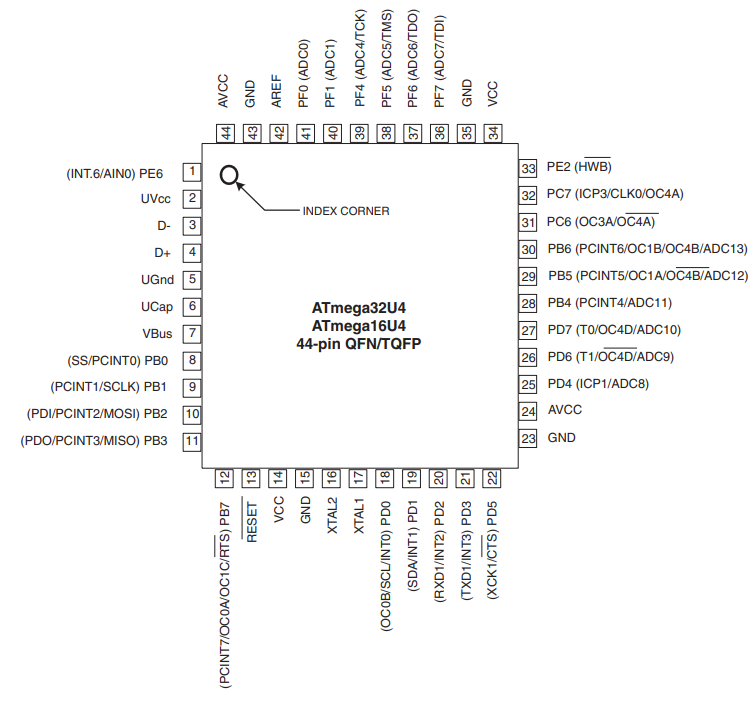 AVCC
GND
AREF
PF0 (ADC0)
PF1 (ADC1)
PF4 (ADC4/TCK)
PF5 (ADC5/TMS)
PF6 (ADC6/TDO)
PF7 (ADC7/TDI)
GND
VCC
44
43
42
41
40
39
38
37
36
35
34
(INT.6/AIN0) PE6 1
UVcc 2
D- 3
D+ 4
UGnd 5
UCap 6
VBus 7
(SS/PCINT0) PB0 8
(PCINT1/SCLK) PB1 9
(PDI/PCINT2/MOSI) PB2 10
(PDO/PCINT3/MISO) PB3 11
INDEX CORNER
ATmega32U4
ATmega16U4
44-pin QFN/TQFP
33 PE2 (HWB)
32 PC7 (ICP3/CLK0/OC4A)
31 PC6 (OC3A/OC4A)
30 PB6 (PCINT6/OC1B/OC4B/ADC13)
29 PB5 (PCINT5/OC1A/OC4B/ADC12)
28 PB4 (PCINT4/ADC11)
27 PD7 (T0/OC4D/ADC10)
26 PD6 (T1/OC4D/ADC9)
25 PD4 (ICP1/ADC8)
24 AVCC
23 GND
12
13
14
15
16
17
18
19
20
21
22
(PCINT7/OC0A/OC1C/RTS) PB7
RESET
VCC
GND
XTAL2
XTAL1
(OC0B/SCL/INT0) PD0
(SDA/INT1) PD1
(RXD1/INT2) PD2
(TXD1/INT3) PD3
(XCK1/CTS) PD5